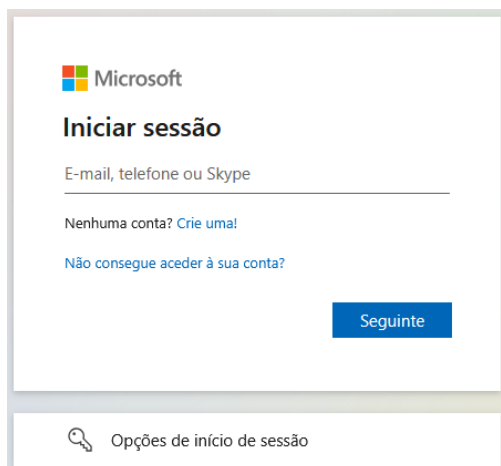 Microsoft
Iniciar sessão
E-mail, telefone ou Skype
Nenhuma conta? Crie uma!
Não consegue aceder à sua conta?
Seguinte
Opções de início de sessão